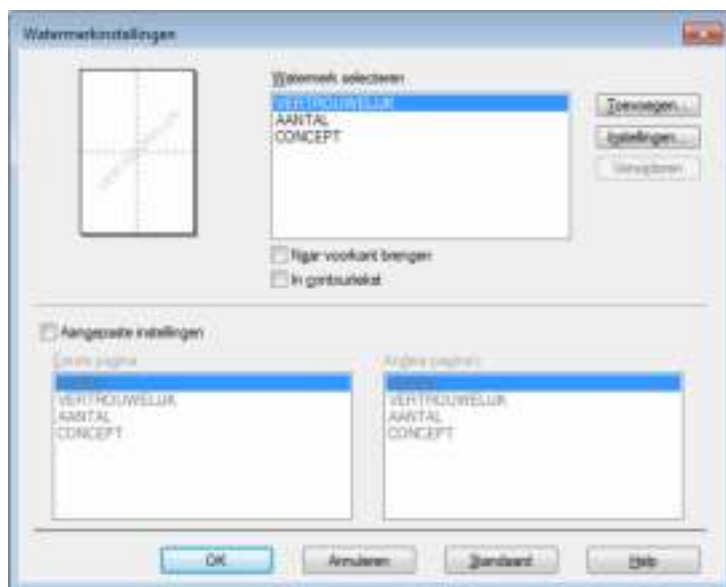 Watermerkinstellingen
Watermerk selecteren
VERTROUWELIJK
AANTAL
CONCEPT
Toevoegen...
Instellingen...
Verwijderen
Naar voorkant brengen
In contourtekst
Aangepaste instellingen
Eerste pagina
VERTROUWELIJK
AANTAL
CONCEPT
Andere pagina's
VERTROUWELIJK
AANTAL
CONCEPT
OK
Annuleren
Standaard
Help